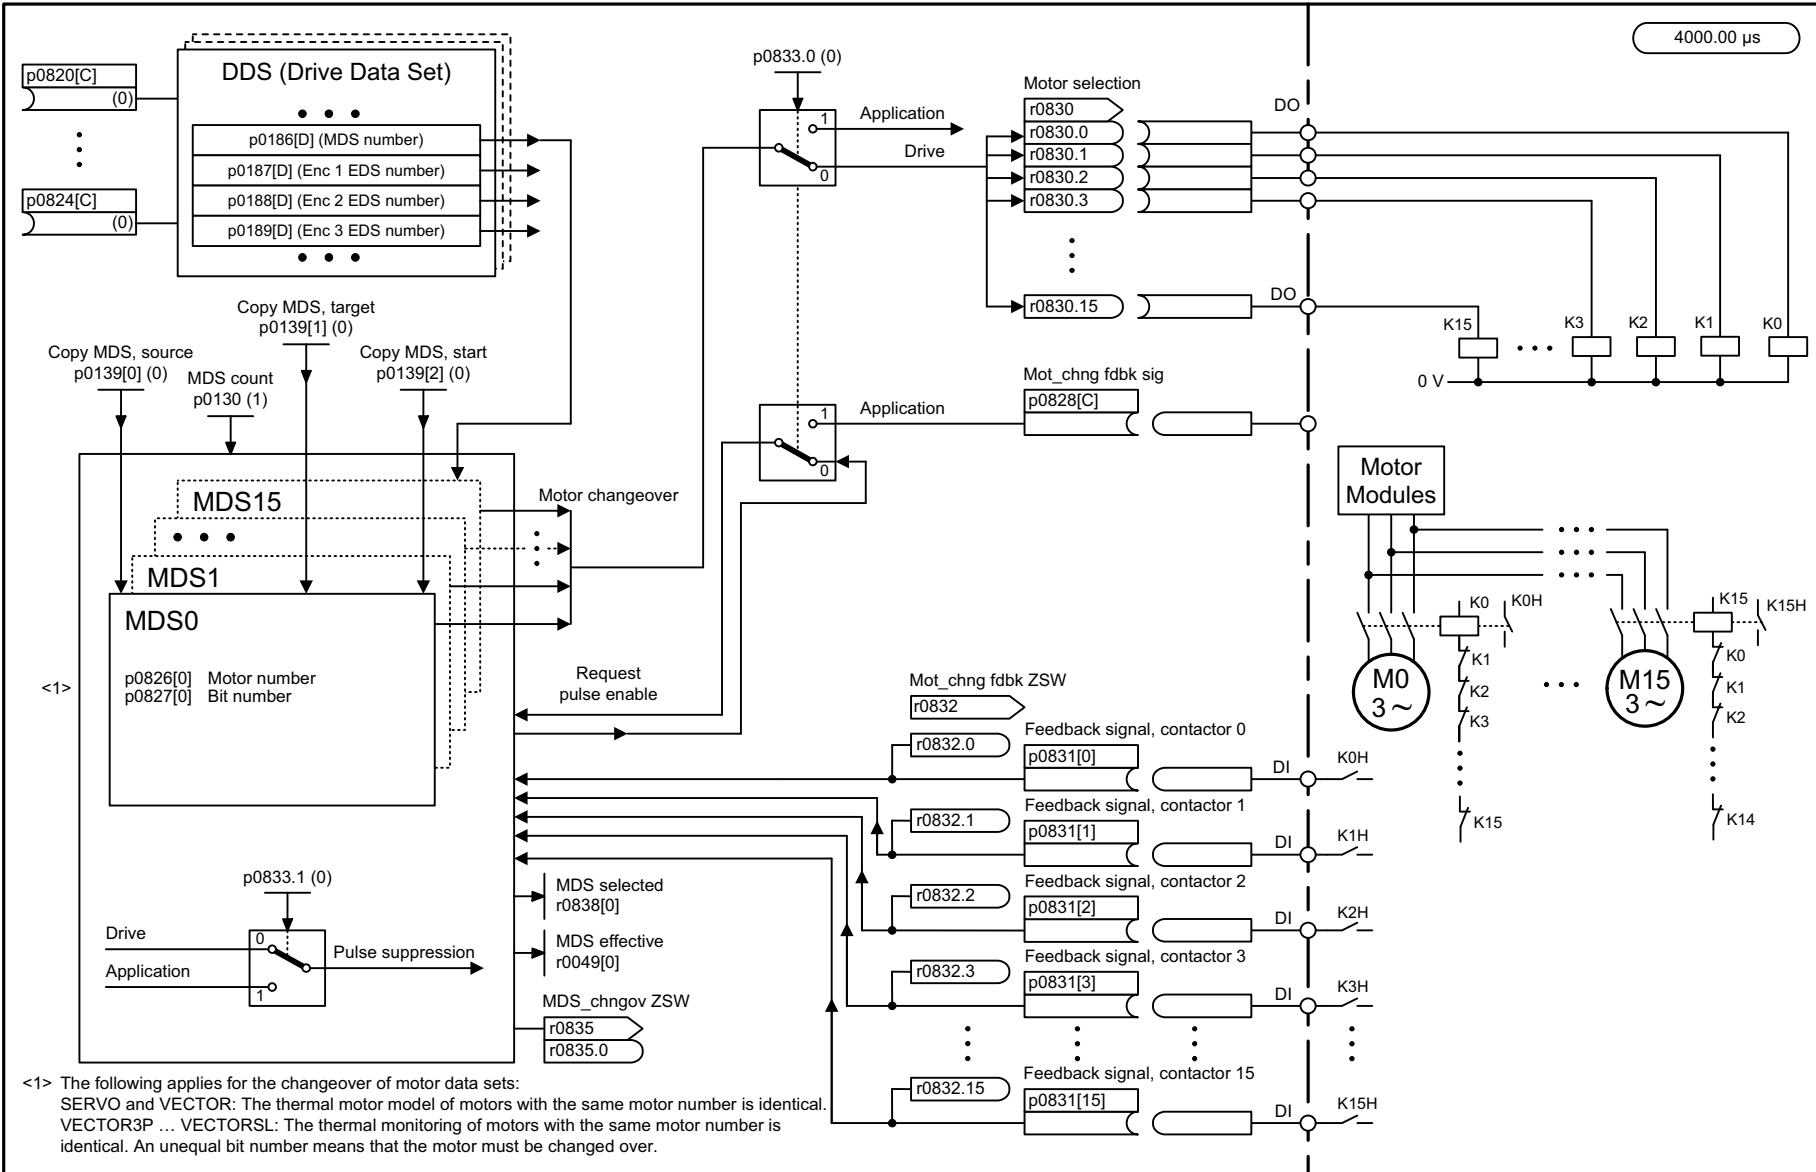 4000.00 µs
p0820[C]
(0)
p0824[C]
(0)
DDS (Drive Data Set)
p0186[D] (MDS number)
p0187[D] (Enc 1 EDS number)
p0188[D] (Enc 2 EDS number)
p0189[D] (Enc 3 EDS number)
p0833.0 (0)
1
0
Application
Drive
Motor selection
r0830
r0830.0
r0830.1
r0830.2
r0830.3
r0830.15
DO
DO
K15
K3
K2
K1
K0
0 V
Copy MDS, target
p0139[1] (0)
Copy MDS, source
p0139[0] (0)
MDS count
p0130 (1)
Copy MDS, start
p0139[2] (0)
1
0
Application
Mot_chng fdbk sig
p0828[C]
MDS15
MDS1
MDS0
p0826[0] Motor number
p0827[0] Bit number
<1>
Motor changeover
Request
pulse enable
Motor
Modules
K0
K0H
K1
K2
K3
K15
M0
3 ~
K15
K15H
K0
K1
K2
K14
M15
3 ~
Mot_chng fdbk ZSW
r0832
r0832.0
Feedback signal, contactor 0
p0831[0]
DI
K0H
r0832.1
Feedback signal, contactor 1
p0831[1]
DI
K1H
r0832.2
Feedback signal, contactor 2
p0831[2]
DI
K2H
r0832.3
Feedback signal, contactor 3
p0831[3]
DI
K3H
r0832.15
Feedback signal, contactor 15
p0831[15]
DI
K15H
p0833.1 (0)
Drive
Application
0
1
Pulse suppression
MDS selected
r0838[0]
MDS effective
r0049[0]
MDS_chngov ZSW
r0835
r0835.0
<1> The following applies for the changeover of motor data sets:
SERVO and VECTOR: The thermal motor model of motors with the same motor number is identical.
VECTOR3P … VECTORSL: The thermal monitoring of motors with the same motor number is
identical. An unequal bit number means that the motor must be changed over.